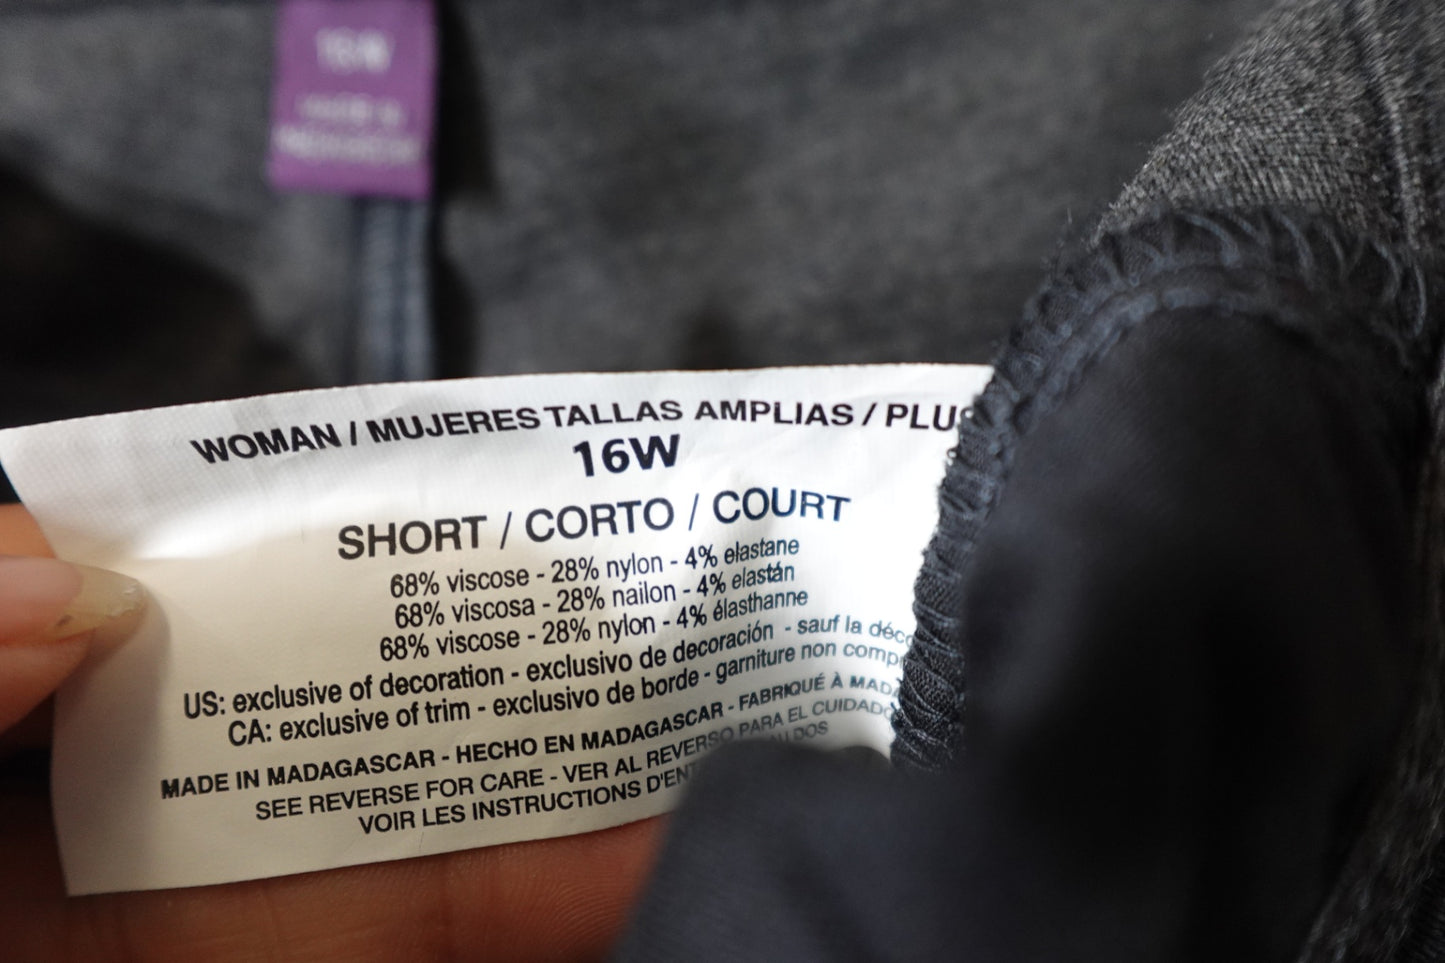 WOMAN / MUJERES TALLAS AMPLIAS / PLUS
16W
SHORT / CORTO / COURT
68% viscose - 28% nylon - 4% elastane
68% viscosa - 28% nailon - 4% elastán
68% viscose - 28% nylon - 4% élasthanne
US: exclusive of decoration - exclusivo de decoración - sauf la
CA: exclusive of trim - exclusivo de borde - garniture non
MADE IN MADAGASCAR - HECHO EN MADAGASCAR - FABRIQUÉ À
SEE REVERSE FOR CARE - VER AL REVERSO PARA EL CUIDADO
VOIR LES INSTRUCTIONS